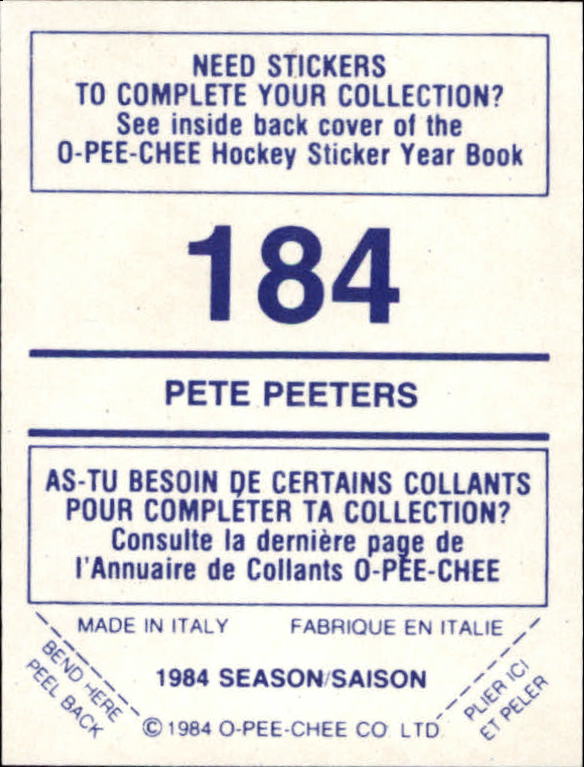 NEED STICKERS
TO COMPLETE YOUR COLLECTION?
See inside back cover of the
O-PEE-CHEE Hockey Sticker Year Book
184
PETE PEETERS
AS-TU BESOIN DE CERTAINS COLLANTS
POUR COMPLÉTER TA COLLECTION?
Consulte la dernière page de
l'Annuaire de Collants O-PEE-CHEE
MADE IN ITALY FABRIQUE EN ITALIE
BEND HERE
PEEL BACK
1984 SEASON/SAISON
PLIER ICI
ET PELER
© 1984 O-PEE-CHEE CO. LTD.